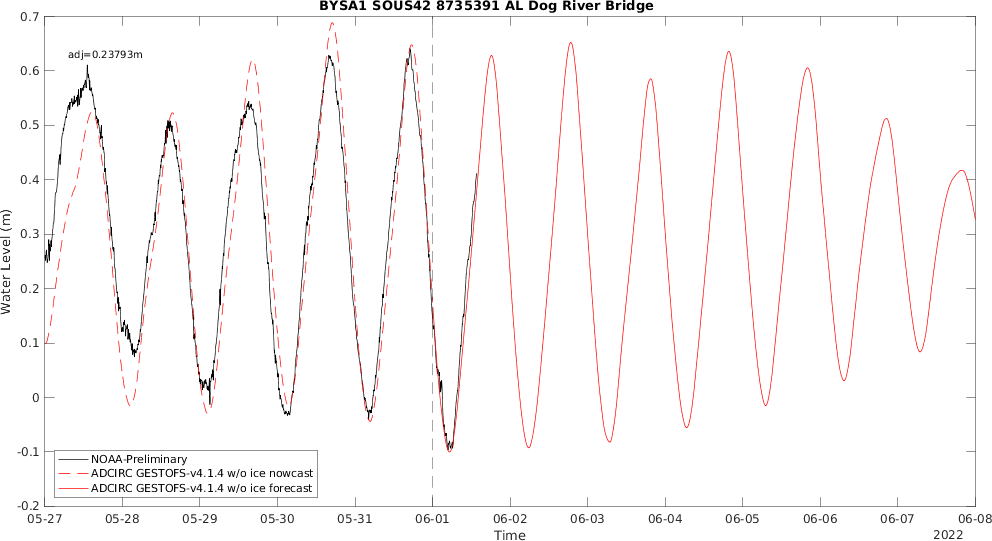 BYSA1 SOUS42 8735391 AL Dog River Bridge
adj=0.23793m
0.7
0.6
0.5
0.4
0.3
0.2
0.1
0
-0.1
-0.2
Water Level (m)
NOAA-Preliminary
ADCIRC GESTOFS-v4.1.4 w/o ice nowcast
ADCIRC GESTOFS-v4.1.4 w/o ice forecast
05-27 05-28 05-29 05-30 05-31 06-01 06-02 06-03 06-04 06-05 06-06 06-07 06-08
Time
2022